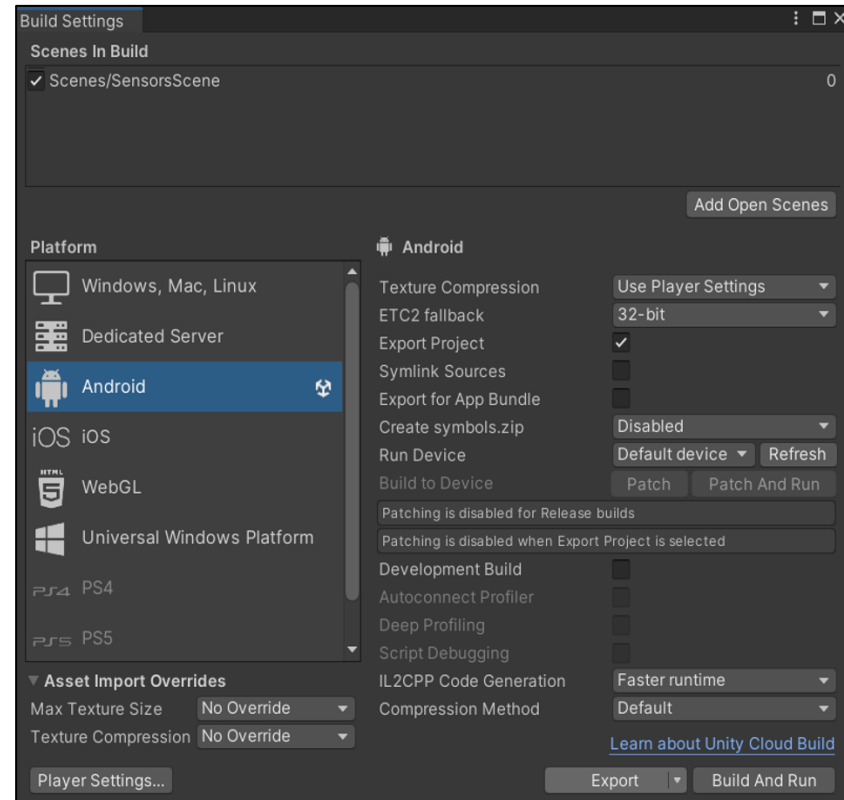 Build Settings
Scenes In Build
Scenes/SensorsScene 0
Add Open Scenes
Platform
Windows, Mac, Linux
Dedicated Server
Android
iOS iOS
HTML 5 WebGL
Universal Windows Platform
PS4 PS4
PS5 PS5
Android
Texture Compression Use Player Settings
ETC2 fallback 32-bit
Export Project
Symlink Sources
Export for App Bundle
Create symbols.zip Disabled
Run Device Default device Refresh
Build to Device Patch Patch And Run
Patching is disabled for Release builds
Patching is disabled when Export Project is selected
Development Build
Autoconnect Profiler
Deep Profiling
Script Debugging
IL2CPP Code Generation Faster runtime
Compression Method Default
Learn about Unity Cloud Build
Asset Import Overrides
Max Texture Size No Override
Texture Compression No Override
Player Settings... Export Build And Run